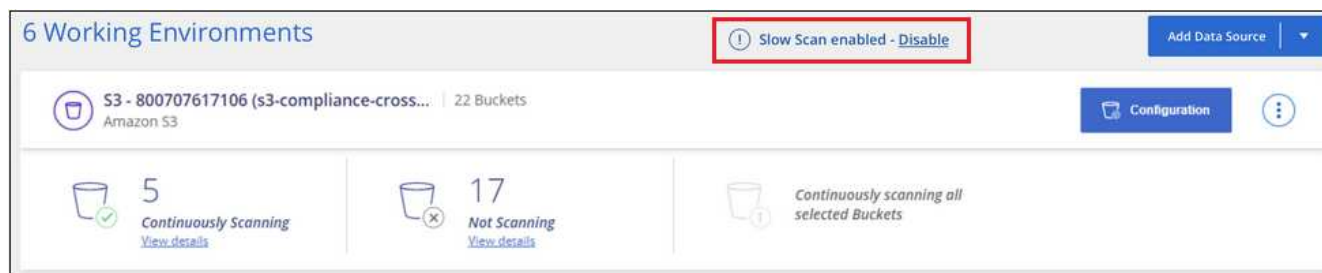 6 Working Environments
Slow Scan enabled - Disable
Add Data Source
S3 - 800707617106 (s3-compliance-cross... | 22 Buckets
Amazon S3
Configuration
5
Continuously Scanning
View details
17
Not Scanning
View details
Continuously scanning all
selected Buckets